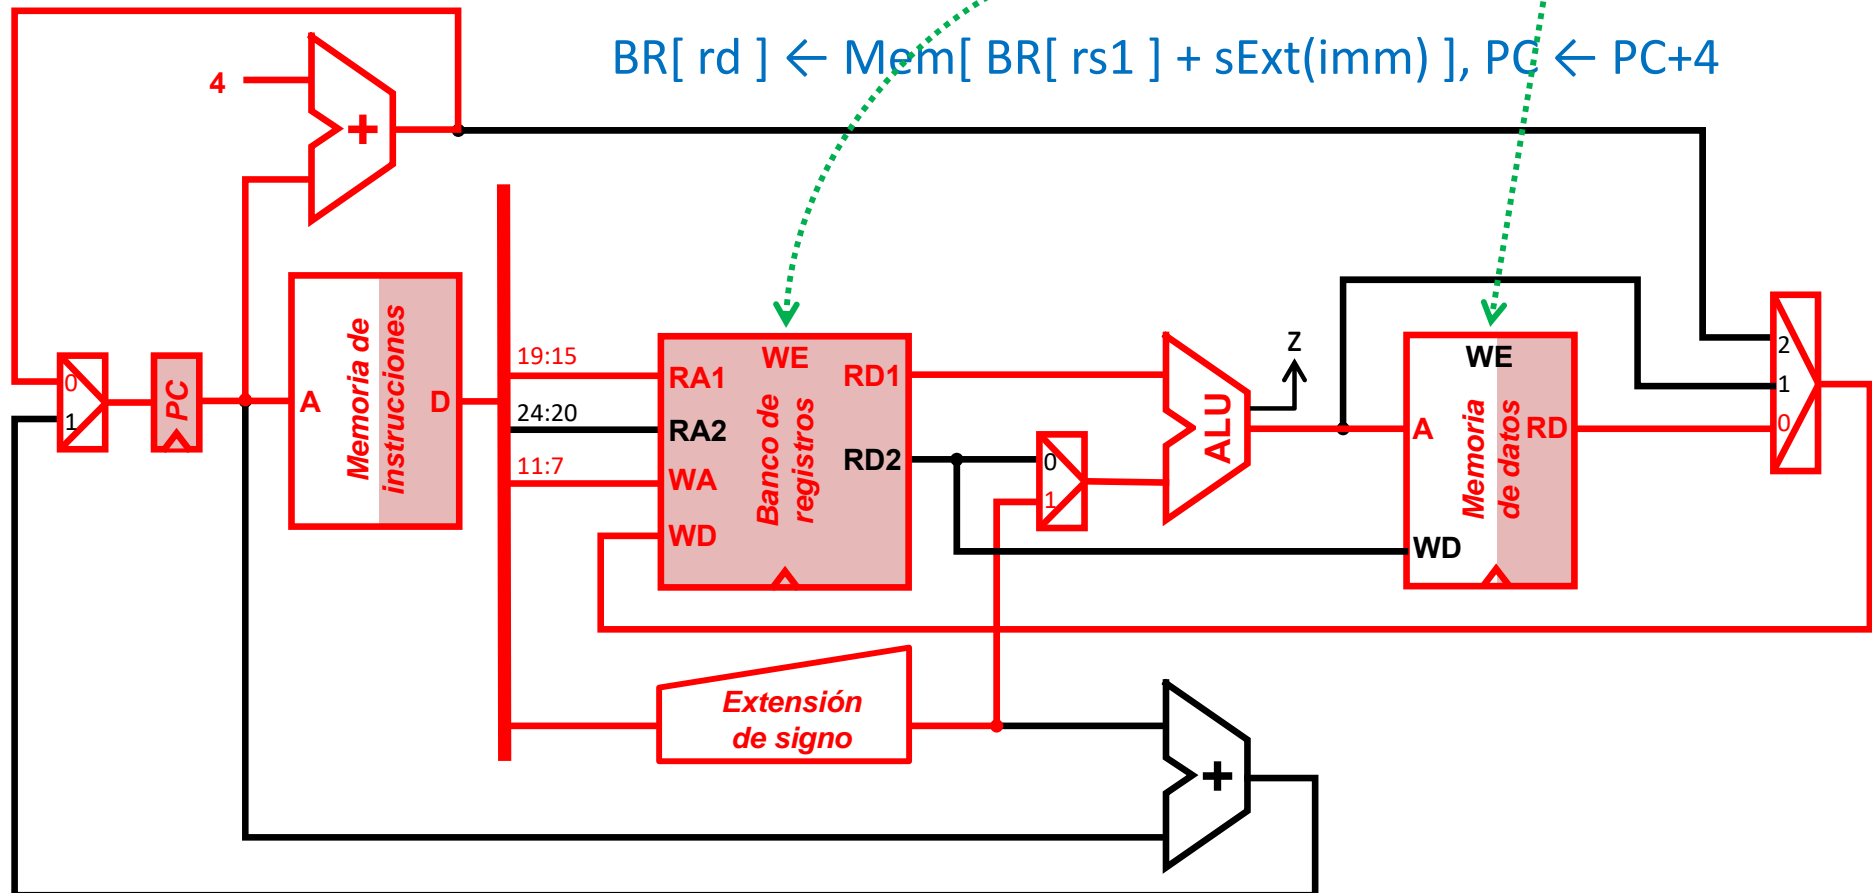 BR[ rd ] ← Mem[ BR[ rs1 ] + sExt(imm) ], PC ← PC+4
4
+
0
1
PC
A
Memoria de
instrucciones
D
19:15
24:20
11:7
RA1
RA2
WA
WD
WE
Banco de
registros
RD1
RD2
0
1
ALU
Z
A
WE
WD
Memoria
de datos
RD
2
1
0
Extensión
de signo
+